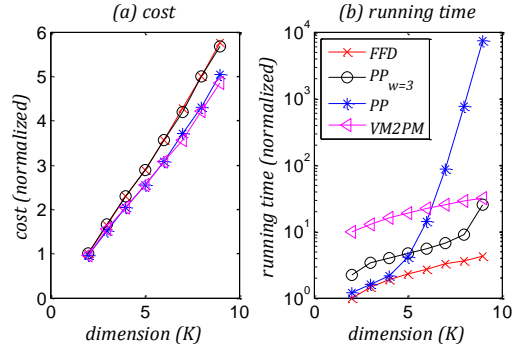 (a) cost
cost (normalized)
6
5
4
3
2
1
0
0
5
10
dimension (K)
(b) running time
running time (normalized)
10^4
10^3
10^2
10^1
10^0
0
5
10
dimension (K)
FFD
PP_{w=3}
PP
VM2PM